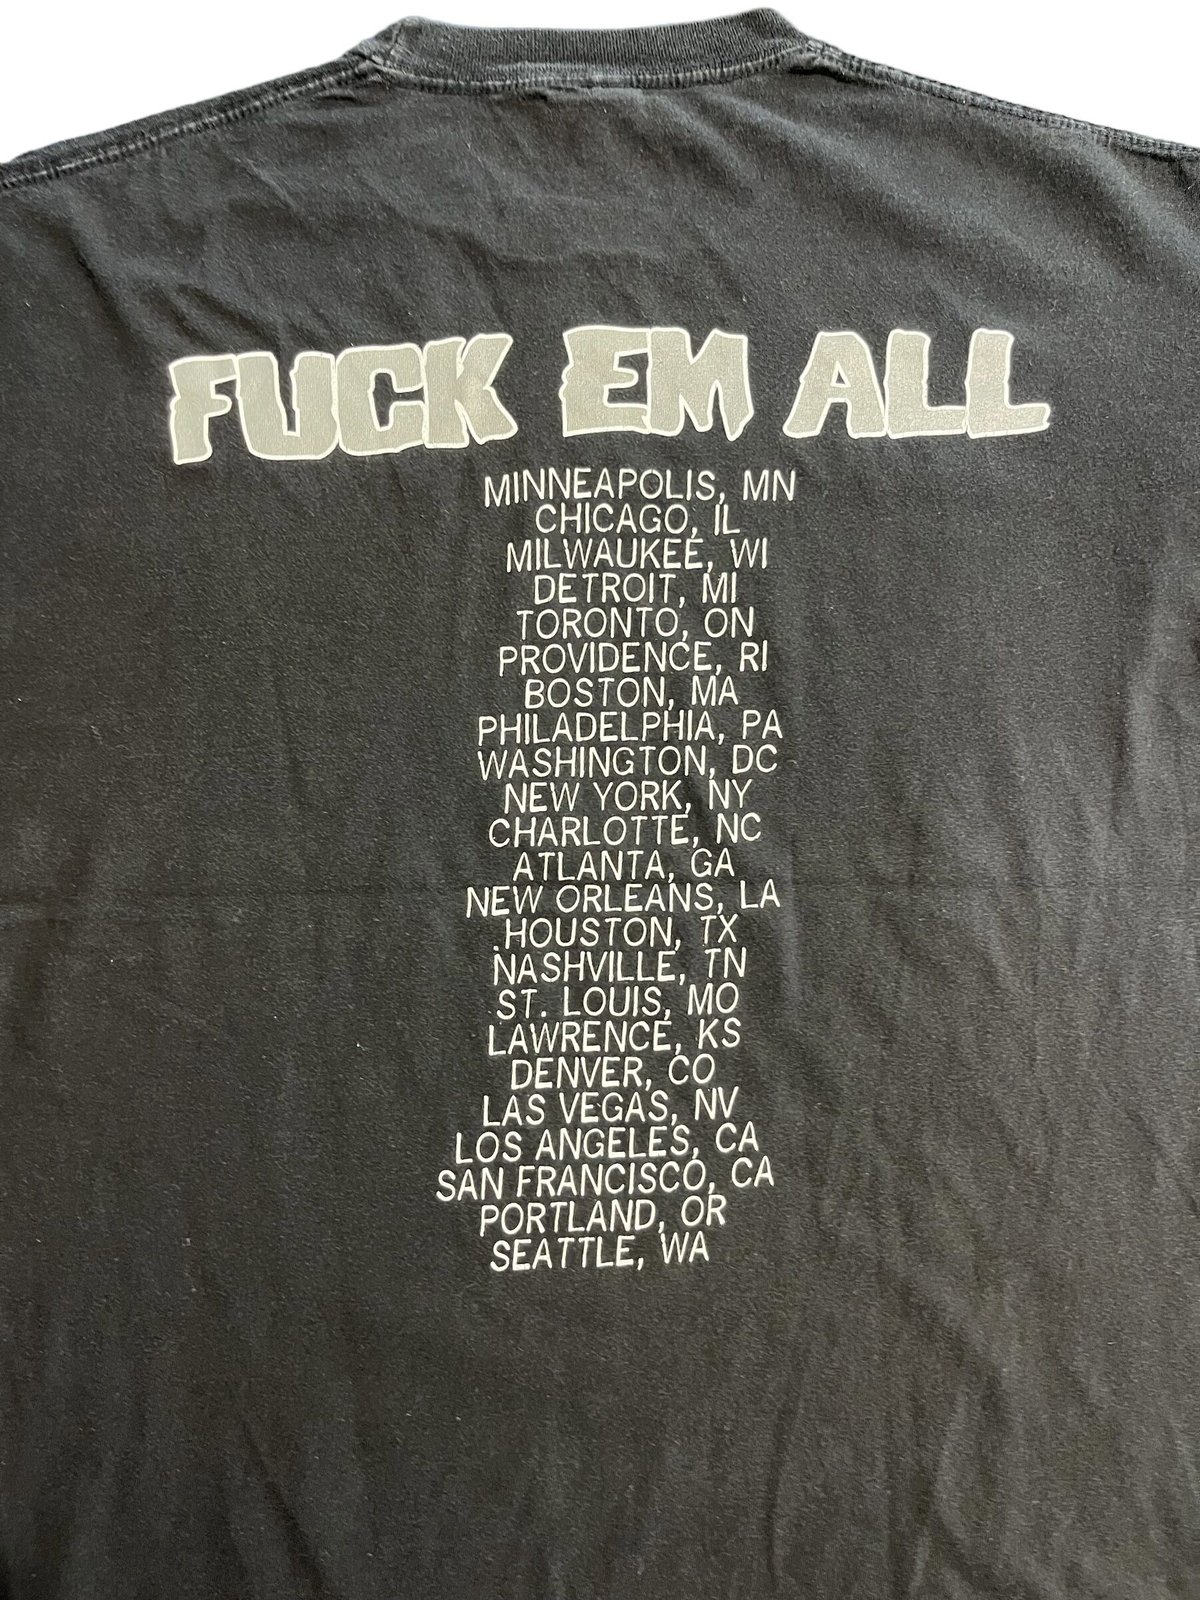 FUCK EM ALL
MINNEAPOLIS, MN
CHICAGO, IL
MILWAUKEE, WI
DETROIT, MI
TORONTO, ON
PROVIDENCE, RI
BOSTON, MA
PHILADELPHIA, PA
WASHINGTON, DC
NEW YORK, NY
CHARLOTTE, NC
ATLANTA, GA
NEW ORLEANS, LA
HOUSTON, TX
NASHVILLE, TN
ST. LOUIS, MO
LAWRENCE, KS
DENVER, CO
LAS VEGAS, NV
LOS ANGELES, CA
SAN FRANCISCO, CA
PORTLAND, OR
SEATTLE, WA